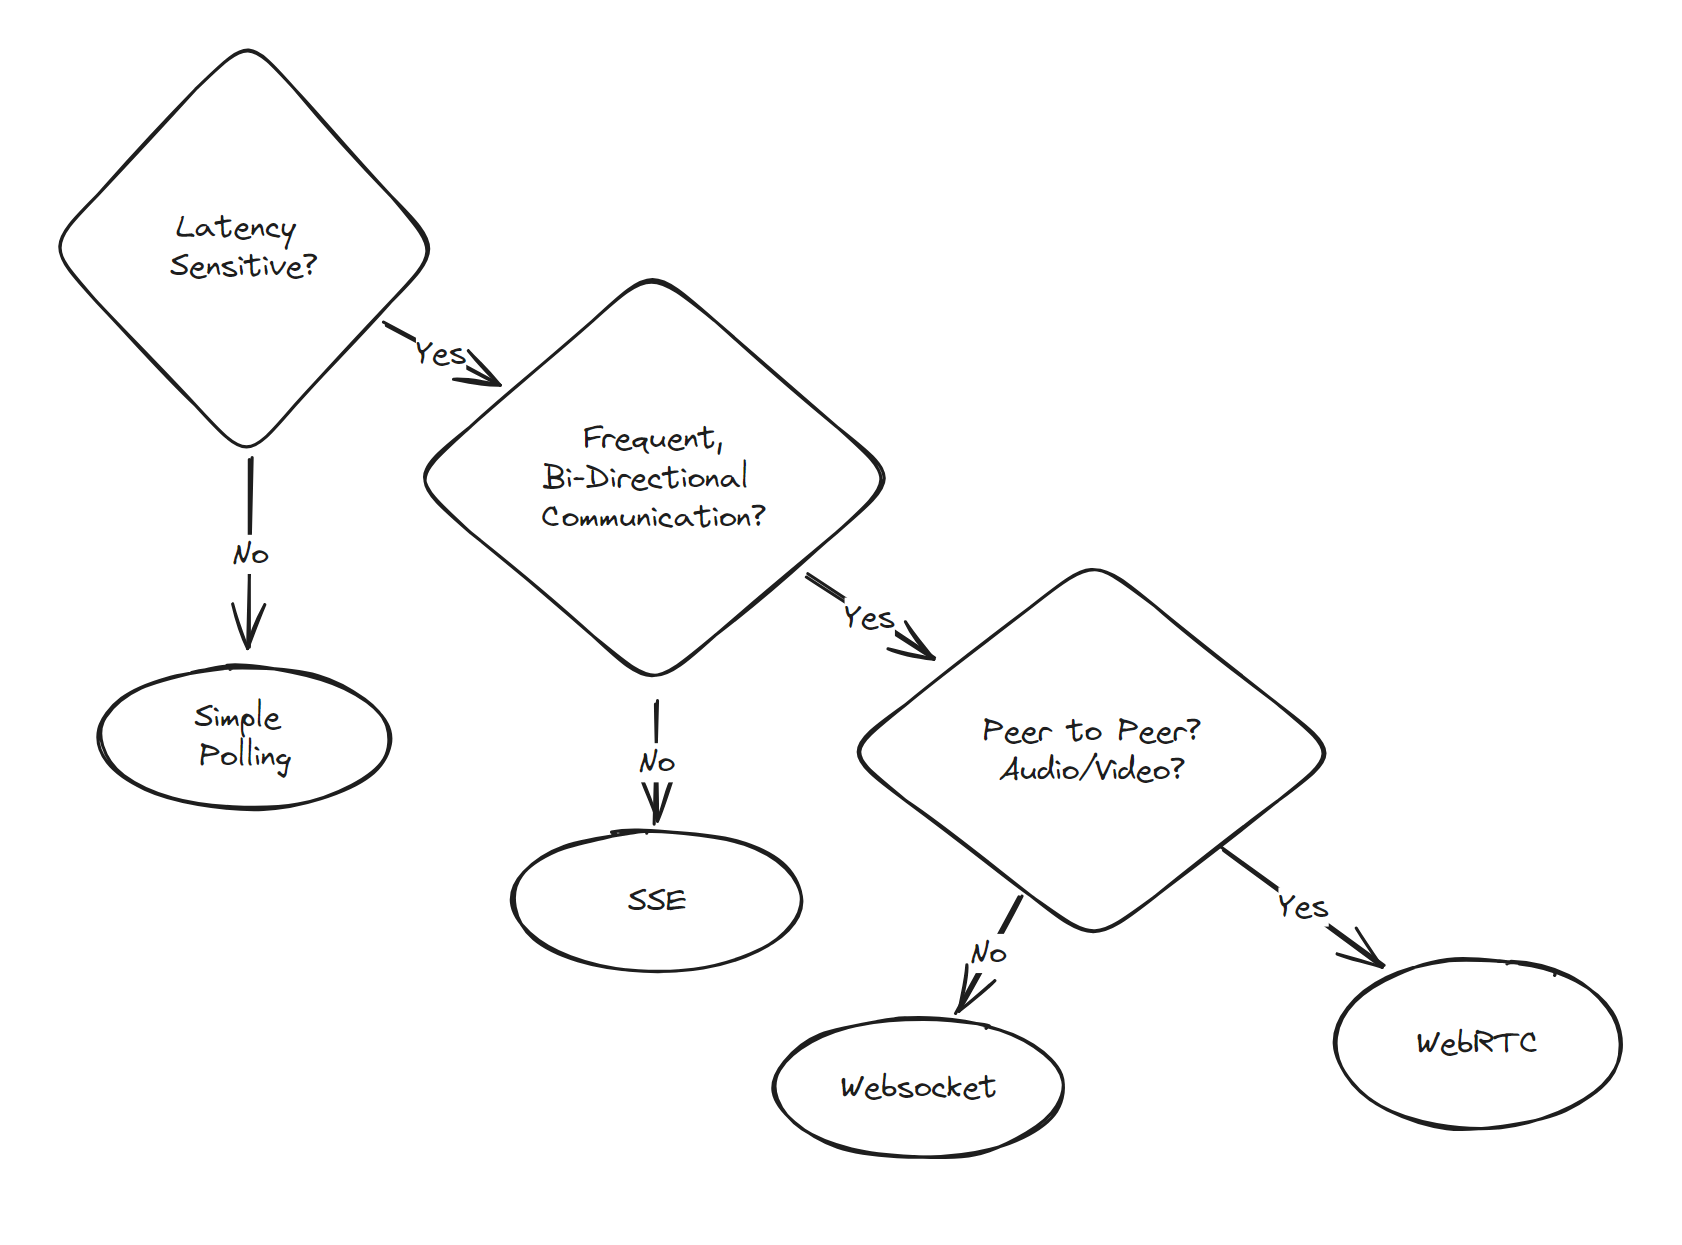 Latency
Sensitive?
Yes
No
Simple
Polling
Frequent,
Bi-Directional
Communication?
Yes
No
SSE
Peer to Peer?
Audio/Video?
No
Yes
Websocket
WebRTC